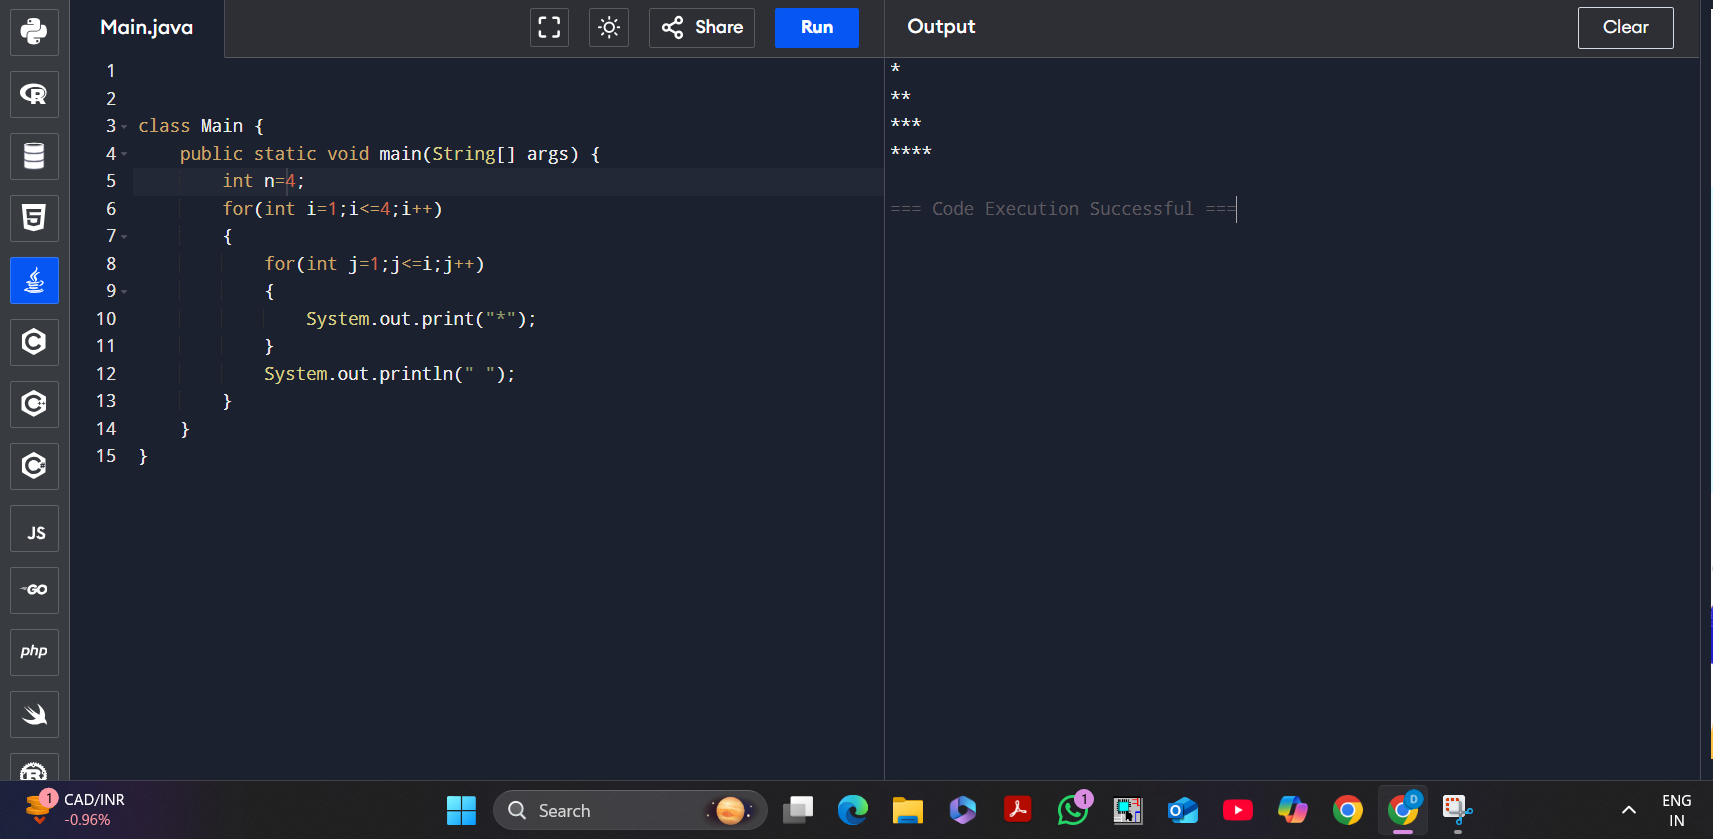 Main.java
Share
Run
Output
Clear
1
2
3 class Main {
4 public static void main(String[] args) {
5 int n=4;
6 for(int i=1;i<=4;i++)
7 {
8 for(int j=1;j<=i;j++)
9 {
10 System.out.print("*");
11 }
12 System.out.println(" ");
13 }
14 }
15 }
*
**
***
****
=== Code Execution Successful ===
R
5
C
C
C
JS
GO
php
R
1
CAD/INR
-0.96%
Search
1
D
ENG
IN